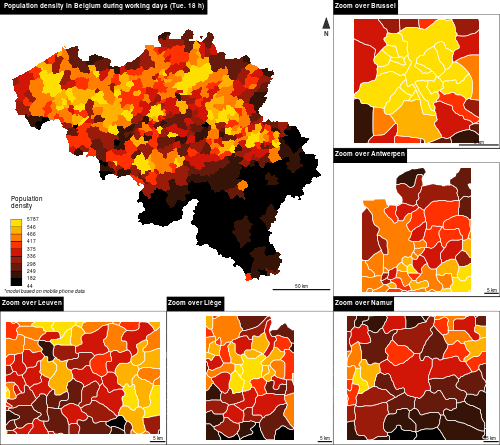 Population density in Belgium during working days (Tue. 18 h)
Zoom over Brussel
N
5 km
Zoom over Antwerpen
5 km
Population
density
5787
546
466
417
375
336
298
249
182
44
*model based on mobile phone data
50 km
Zoom over Leuven
5 km
Zoom over Liège
5 km
Zoom over Namur
5 km